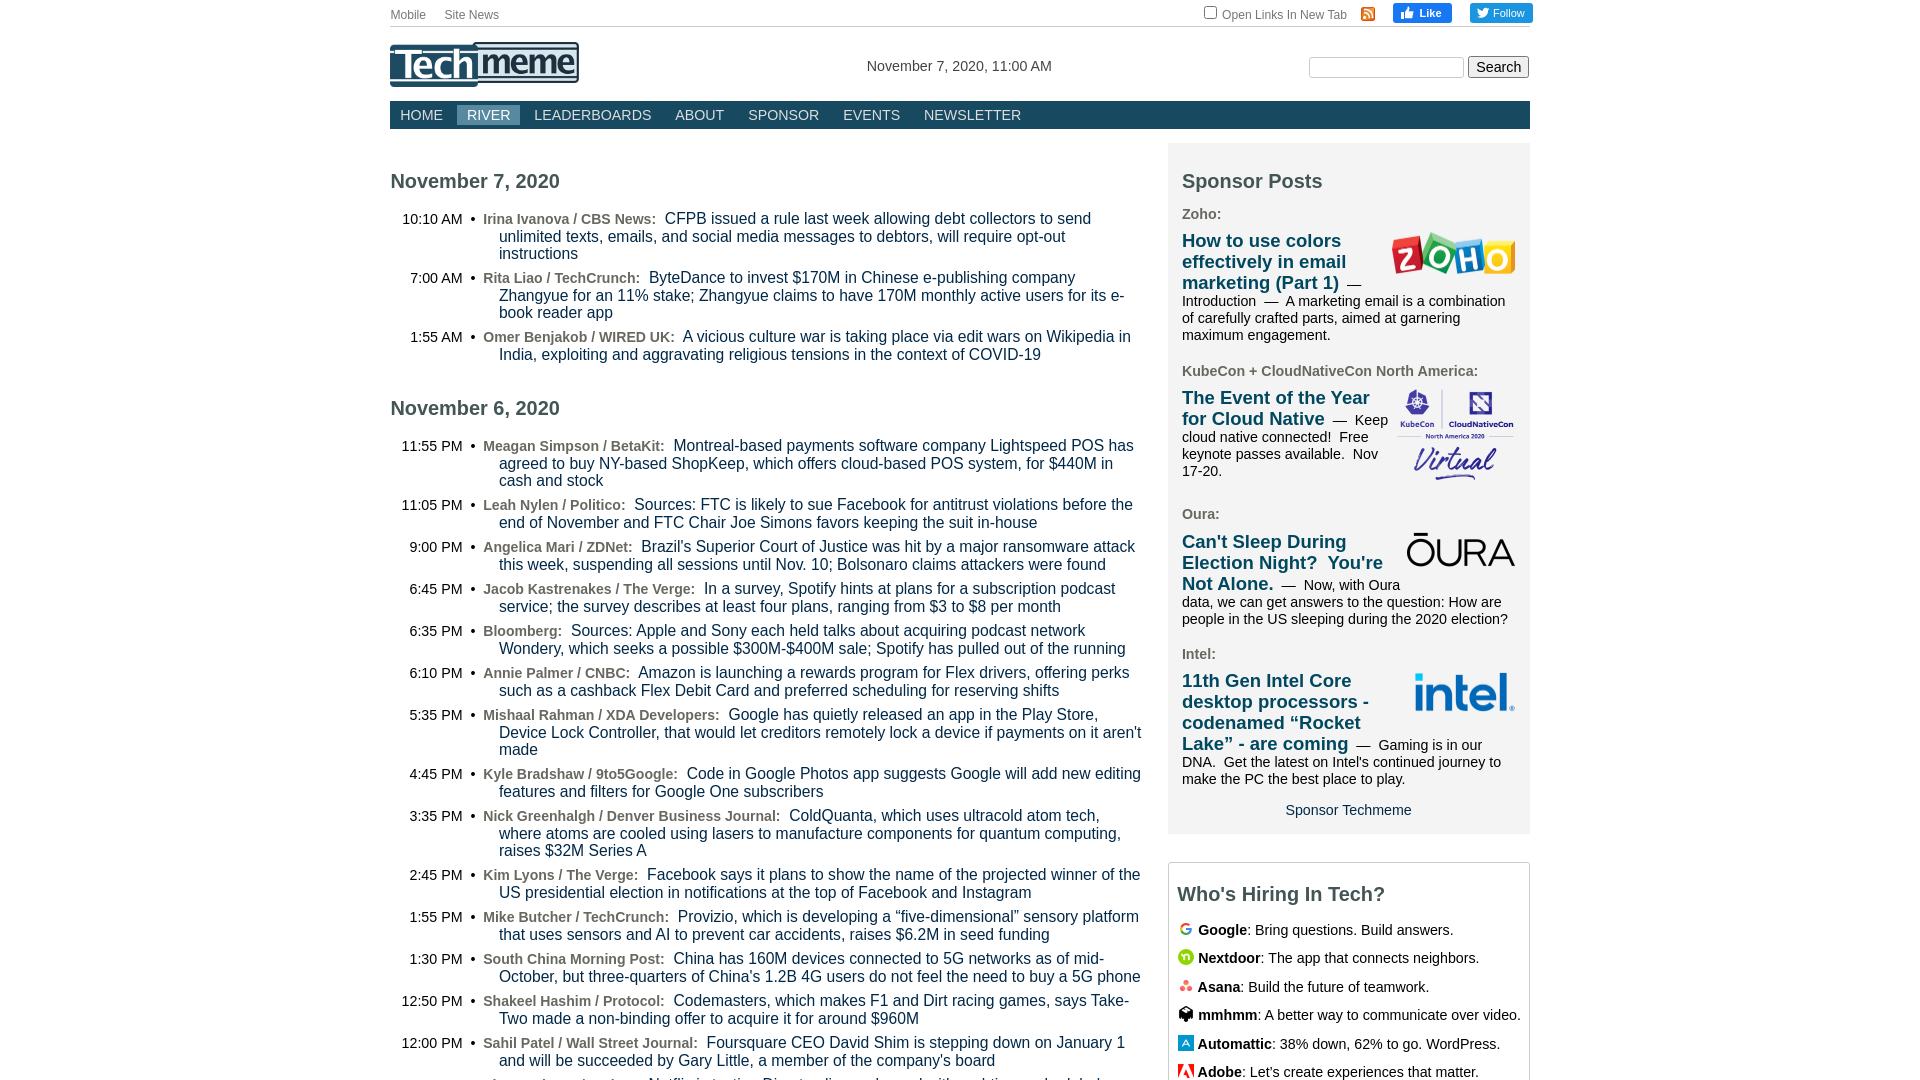 Mobile Site News Open Links In New Tab Like Follow
Techmeme November 7, 2020, 11:00 AM Search
HOME RIVER LEADERBOARDS ABOUT SPONSOR EVENTS NEWSLETTER
November 7, 2020
10:10 AM • Irina Ivanova / CBS News: CFPB issued a rule last week allowing debt collectors to send
unlimited texts, emails, and social media messages to debtors, will require opt-out
instructions
7:00 AM • Rita Liao / TechCrunch: ByteDance to invest $170M in Chinese e-publishing company
Zhangyue for an 11% stake; Zhangyue claims to have 170M monthly active users for its e-
book reader app
1:55 AM • Omer Benjakob / WIRED UK: A vicious culture war is taking place via edit wars on Wikipedia in
India, exploiting and aggravating religious tensions in the context of COVID-19
November 6, 2020
11:55 PM • Meagan Simpson / BetaKit: Montreal-based payments software company Lightspeed POS has
agreed to buy NY-based ShopKeep, which offers cloud-based POS system, for $440M in
cash and stock
11:05 PM • Leah Nylen / Politico: Sources: FTC is likely to sue Facebook for antitrust violations before the
end of November and FTC Chair Joe Simons favors keeping the suit in-house
9:00 PM • Angelica Mari / ZDNet: Brazil's Superior Court of Justice was hit by a major ransomware attack
this week, suspending all sessions until Nov. 10; Bolsonaro claims attackers were found
6:45 PM • Jacob Kastrenakes / The Verge: In a survey, Spotify hints at plans for a subscription podcast
service; the survey describes at least four plans, ranging from $3 to $8 per month
6:35 PM • Bloomberg: Sources: Apple and Sony each held talks about acquiring podcast network
Wondery, which seeks a possible $300M-$400M sale; Spotify has pulled out of the running
6:10 PM • Annie Palmer / CNBC: Amazon is launching a rewards program for Flex drivers, offering perks
such as a cashback Flex Debit Card and preferred scheduling for reserving shifts
5:35 PM • Mishaal Rahman / XDA Developers: Google has quietly released an app in the Play Store,
Device Lock Controller, that would let creditors remotely lock a device if payments on it aren't
made
4:45 PM • Kyle Bradshaw / 9to5Google: Code in Google Photos app suggests Google will add new editing
features and filters for Google One subscribers
3:35 PM • Nick Greenhalgh / Denver Business Journal: ColdQuanta, which uses ultracold atom tech,
where atoms are cooled using lasers to manufacture components for quantum computing,
raises $32M Series A
2:45 PM • Kim Lyons / The Verge: Facebook says it plans to show the name of the projected winner of the
US presidential election in notifications at the top of Facebook and Instagram
1:55 PM • Mike Butcher / TechCrunch: Provizio, which is developing a “five-dimensional” sensory platform
that uses sensors and AI to prevent car accidents, raises $6.2M in seed funding
1:30 PM • South China Morning Post: China has 160M devices connected to 5G networks as of mid-
October, but three-quarters of China's 1.2B 4G users do not feel the need to buy a 5G phone
12:50 PM • Shakeel Hashim / Protocol: Codemasters, which makes F1 and Dirt racing games, says Take-
Two made a non-binding offer to acquire it for around $960M
12:00 PM • Sahil Patel / Wall Street Journal: Foursquare CEO David Shim is stepping down on January 1
and will be succeeded by Gary Little, a member of the company's board
Sponsor Posts
Zoho:
How to use colors
effectively in email
marketing (Part 1) —
Introduction — A marketing email is a combination
of carefully crafted parts, aimed at garnering
maximum engagement.
ZOHO
KubeCon + CloudNativeCon North America:
The Event of the Year
for Cloud Native — Keep
cloud native connected! Free
keynote passes available. Nov
17-20.
KubeCon CloudNativeCon
North America 2020
Virtual
Oura:
Can't Sleep During
Election Night? You're
Not Alone. — Now, with Oura
data, we can get answers to the question: How are
people in the US sleeping during the 2020 election?
ŌURA
Intel:
11th Gen Intel Core
desktop processors -
codenamed “Rocket
Lake” - are coming — Gaming is in our
DNA. Get the latest on Intel's continued journey to
make the PC the best place to play.
intel.
Sponsor Techmeme
Who's Hiring In Tech?
Google: Bring questions. Build answers.
Nextdoor: The app that connects neighbors.
Asana: Build the future of teamwork.
mmhmm: A better way to communicate over video.
Automattic: 38% down, 62% to go. WordPress.
Adobe: Let's create experiences that matter.